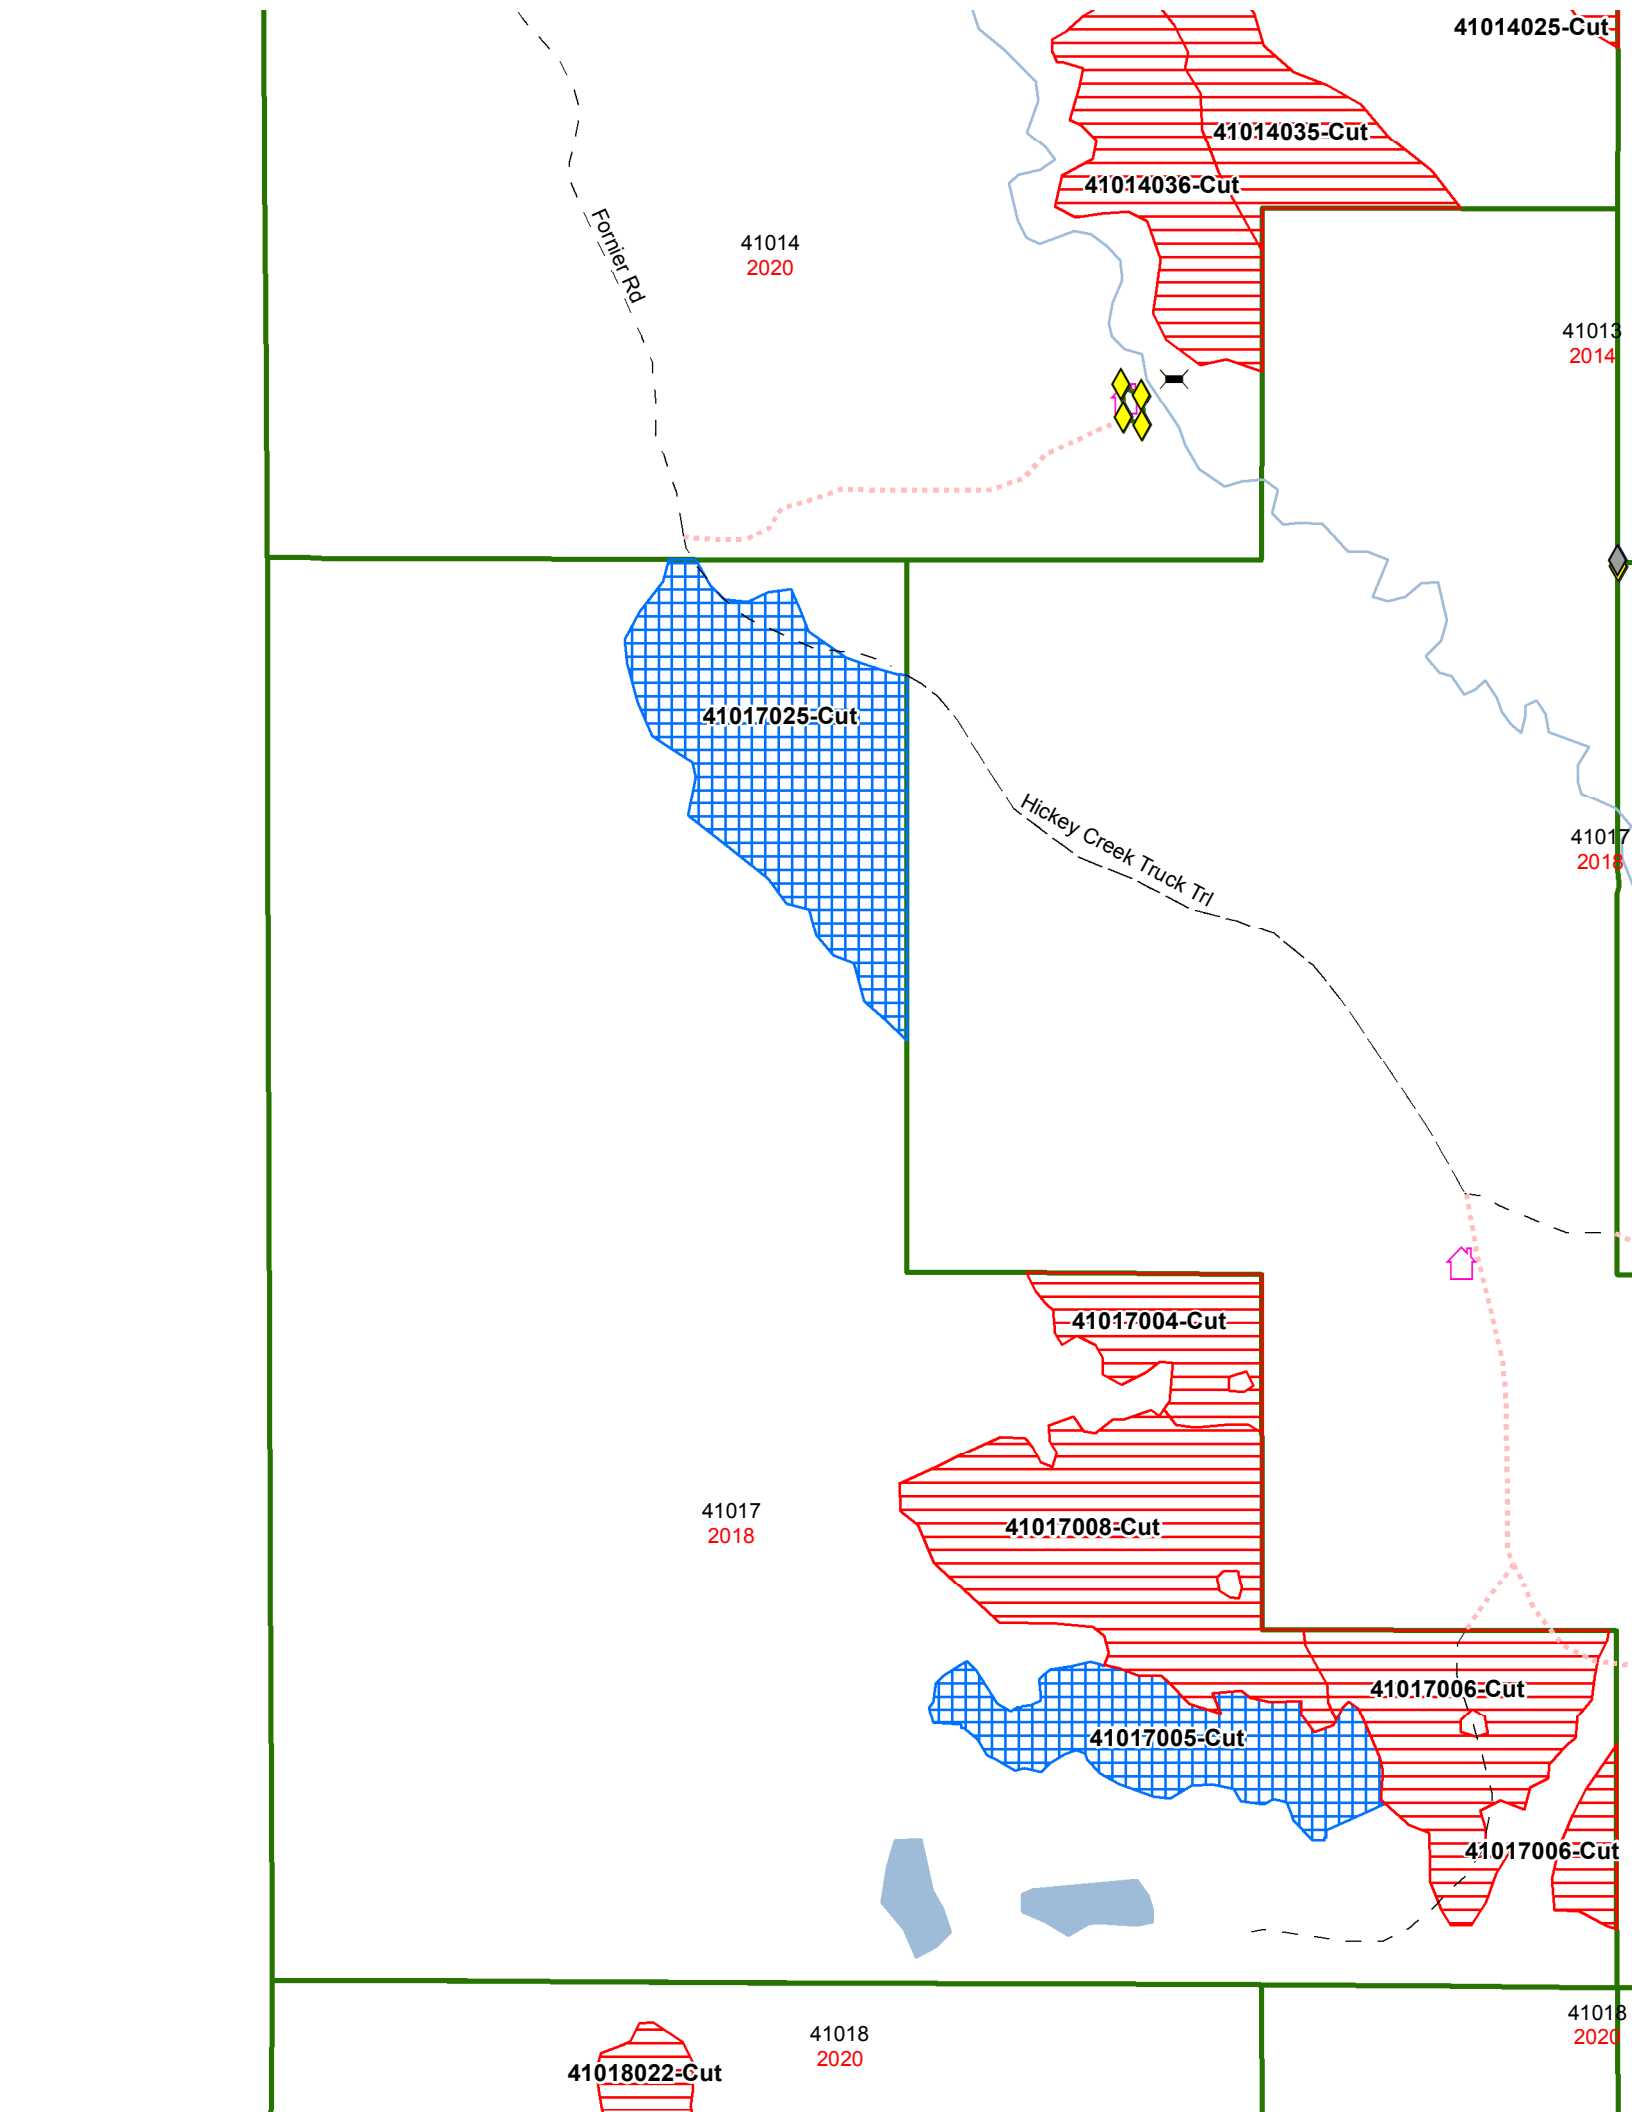 41014025-Cut
41014035-Cut
41014036-Cut
Fornier Rd
41014
2020
41013
2014
41017025-Cut
Hickey Creek Truck Trl
41017
2018
41017004-Cut
41017
2018
41017008-Cut
41017006-Cut
41017005-Cut
41017006-Cut
41018
2020
41018
2020
41018022-Cut